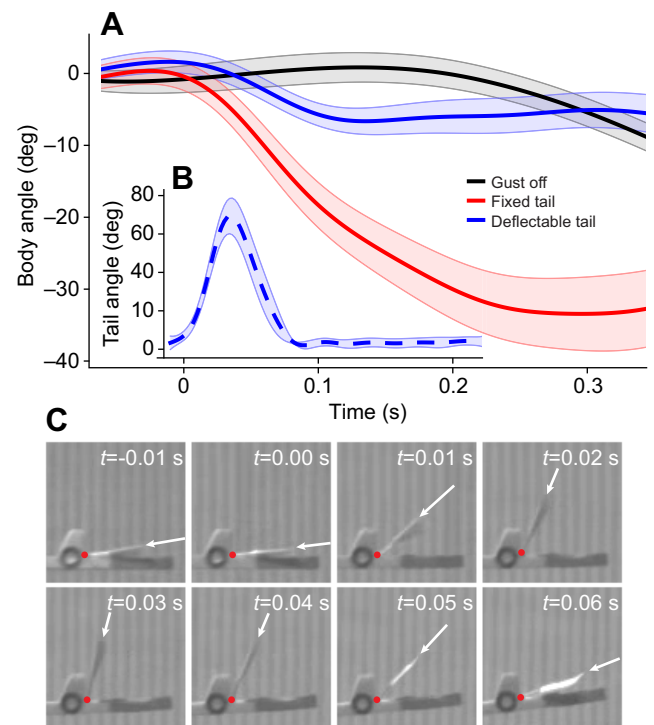 A
0
–10
–20
–30
–40
Body angle (deg)
Gust off
Fixed tail
Deflectable tail
B
80
60
40
10
0
Tail angle (deg)
0
0.1
0.2
0.3
Time (s)
C
t=-0.01 s
t=0.00 s
t=0.01 s
t=0.02 s
t=0.03 s
t=0.04 s
t=0.05 s
t=0.06 s